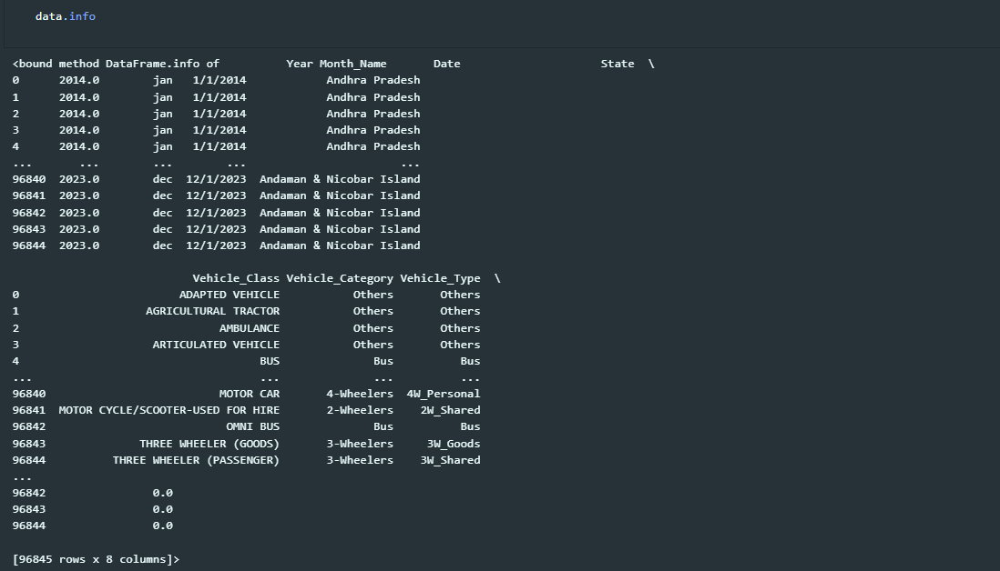 data.info
<bound method DataFrame.info of          Year Month_Name       Date                     State  \
0      2014.0        jan   1/1/2014            Andhra Pradesh
1      2014.0        jan   1/1/2014            Andhra Pradesh
2      2014.0        jan   1/1/2014            Andhra Pradesh
3      2014.0        jan   1/1/2014            Andhra Pradesh
4      2014.0        jan   1/1/2014            Andhra Pradesh
...       ...        ...        ...                       ...
96840  2023.0        dec  12/1/2023  Andaman & Nicobar Island
96841  2023.0        dec  12/1/2023  Andaman & Nicobar Island
96842  2023.0        dec  12/1/2023  Andaman & Nicobar Island
96843  2023.0        dec  12/1/2023  Andaman & Nicobar Island
96844  2023.0        dec  12/1/2023  Andaman & Nicobar Island
                           Vehicle_Class Vehicle_Category Vehicle_Type  \
0                        ADAPTED VEHICLE           Others       Others
1                   AGRICULTURAL TRACTOR           Others       Others
2                              AMBULANCE           Others       Others
3                    ARTICULATED VEHICLE           Others       Others
4                                    BUS              Bus          Bus
...                                  ...              ...          ...
96840                          MOTOR CAR      4-Wheelers  4W_Personal
96841  MOTOR CYCLE/SCOOTER-USED FOR HIRE      2-Wheelers    2W_Shared
96842                           OMNI BUS              Bus          Bus
96843              THREE WHEELER (GOODS)      3-Wheelers     3W_Goods
96844          THREE WHEELER (PASSENGER)      3-Wheelers    3W_Shared
...
96842                0.0
96843                0.0
96844                0.0
[96845 rows x 8 columns]>